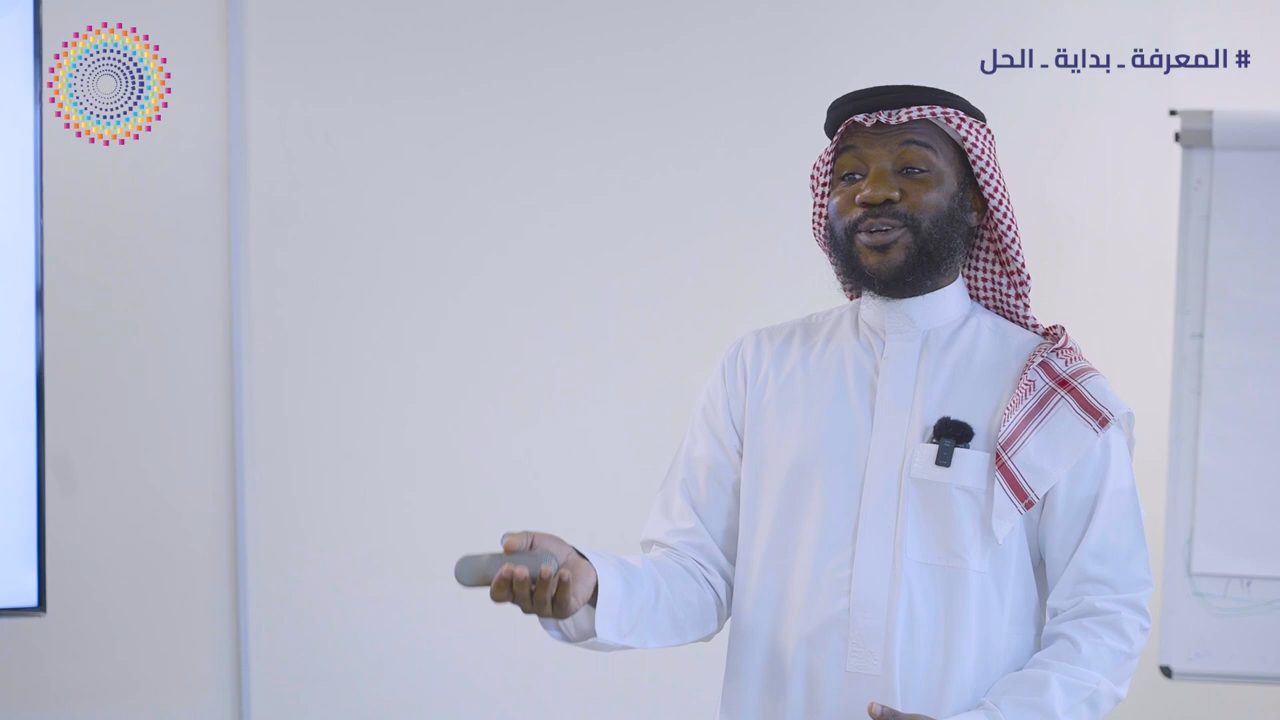 # المعرفة ـ بداية ـ الحل